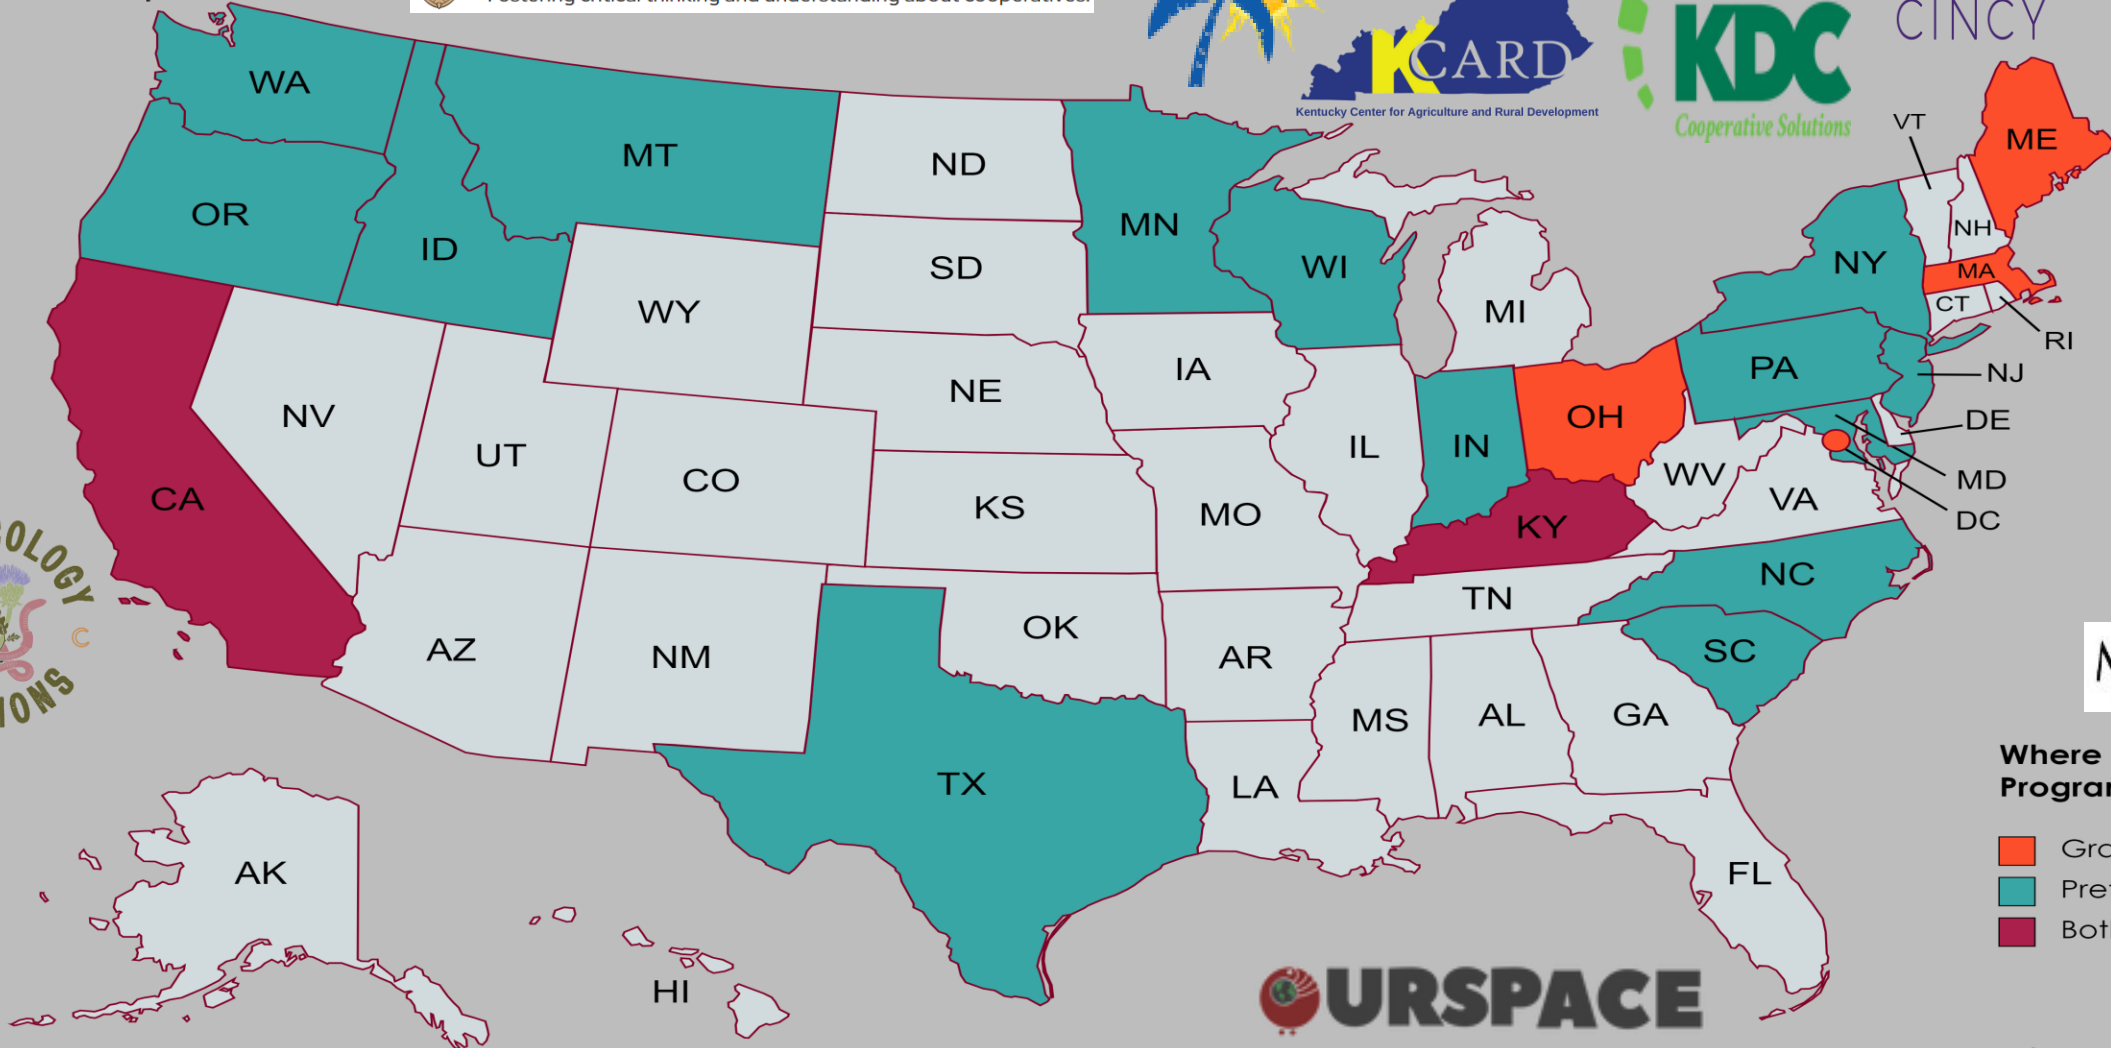 CINCY
KCARD
Kentucky Center for Agriculture and Rural Development
KDC
Cooperative Solutions
WA
MT
ND
MN
VT
ME
OR
ID
SD
WI
NH
NY
MA
WY
MI
CT
RI
IA
PA
NJ
NV
NE
OH
DE
UT
IL
IN
CO
WV
MD
CA
KS
MO
VA
DC
KY
NC
TN
AZ
NM
OK
AR
SC
MS
AL
GA
TX
LA
FL
AK
HI
Where
URSPACE